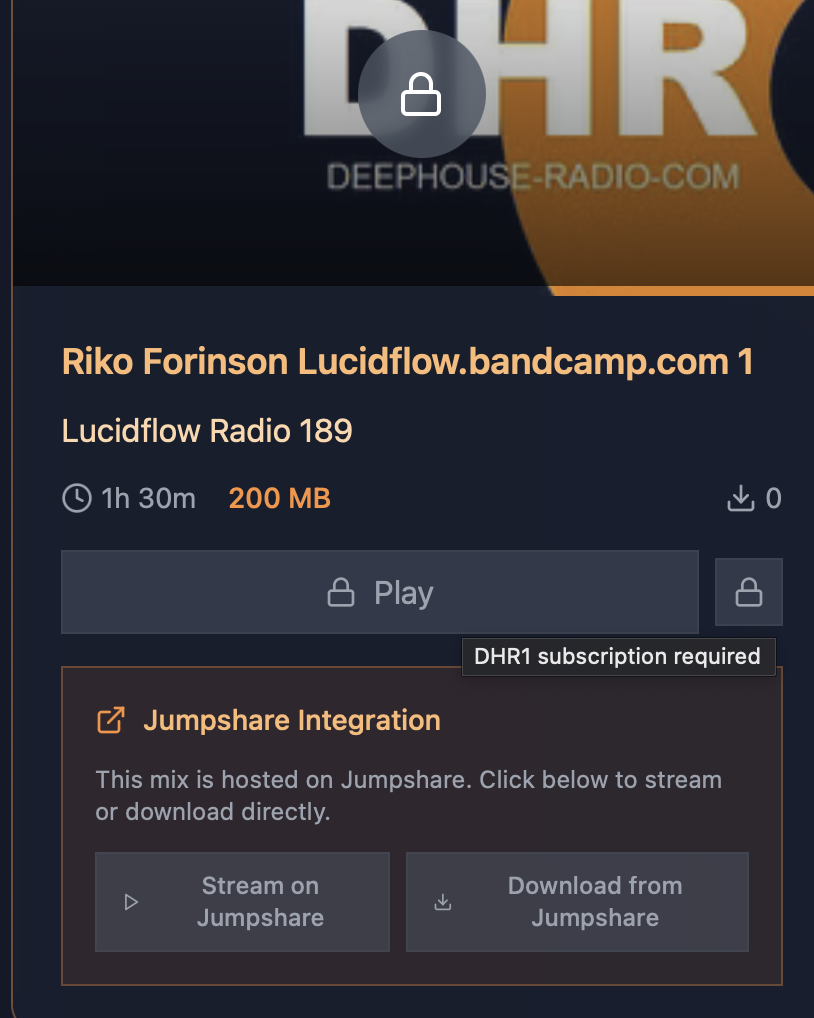 DHR
DEEPHOUSE-RADIO-COM
Riko Forinson Lucidflow.bandcamp.com 1
Lucidflow Radio 189
1h 30m 200 MB 0
Play
DHR1 subscription required
Jumpshare Integration
This mix is hosted on Jumpshare. Click below to stream
or download directly.
Stream on
Jumpshare
Download from
Jumpshare